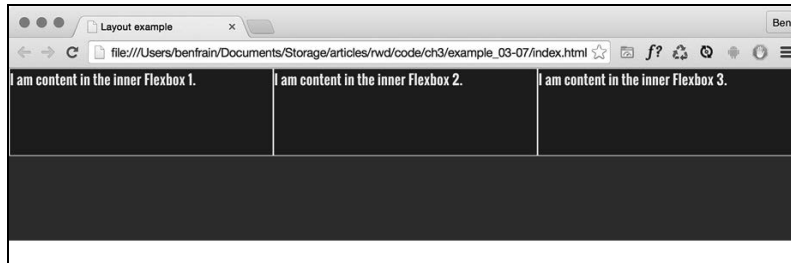 Layout example
Ben
file:///Users/benfrain/Documents/Storage/articles/rwd/code/ch3/example_03-07/index.html
f?
I am content in the inner Flexbox 1.
I am content in the inner Flexbox 2.
I am content in the inner Flexbox 3.